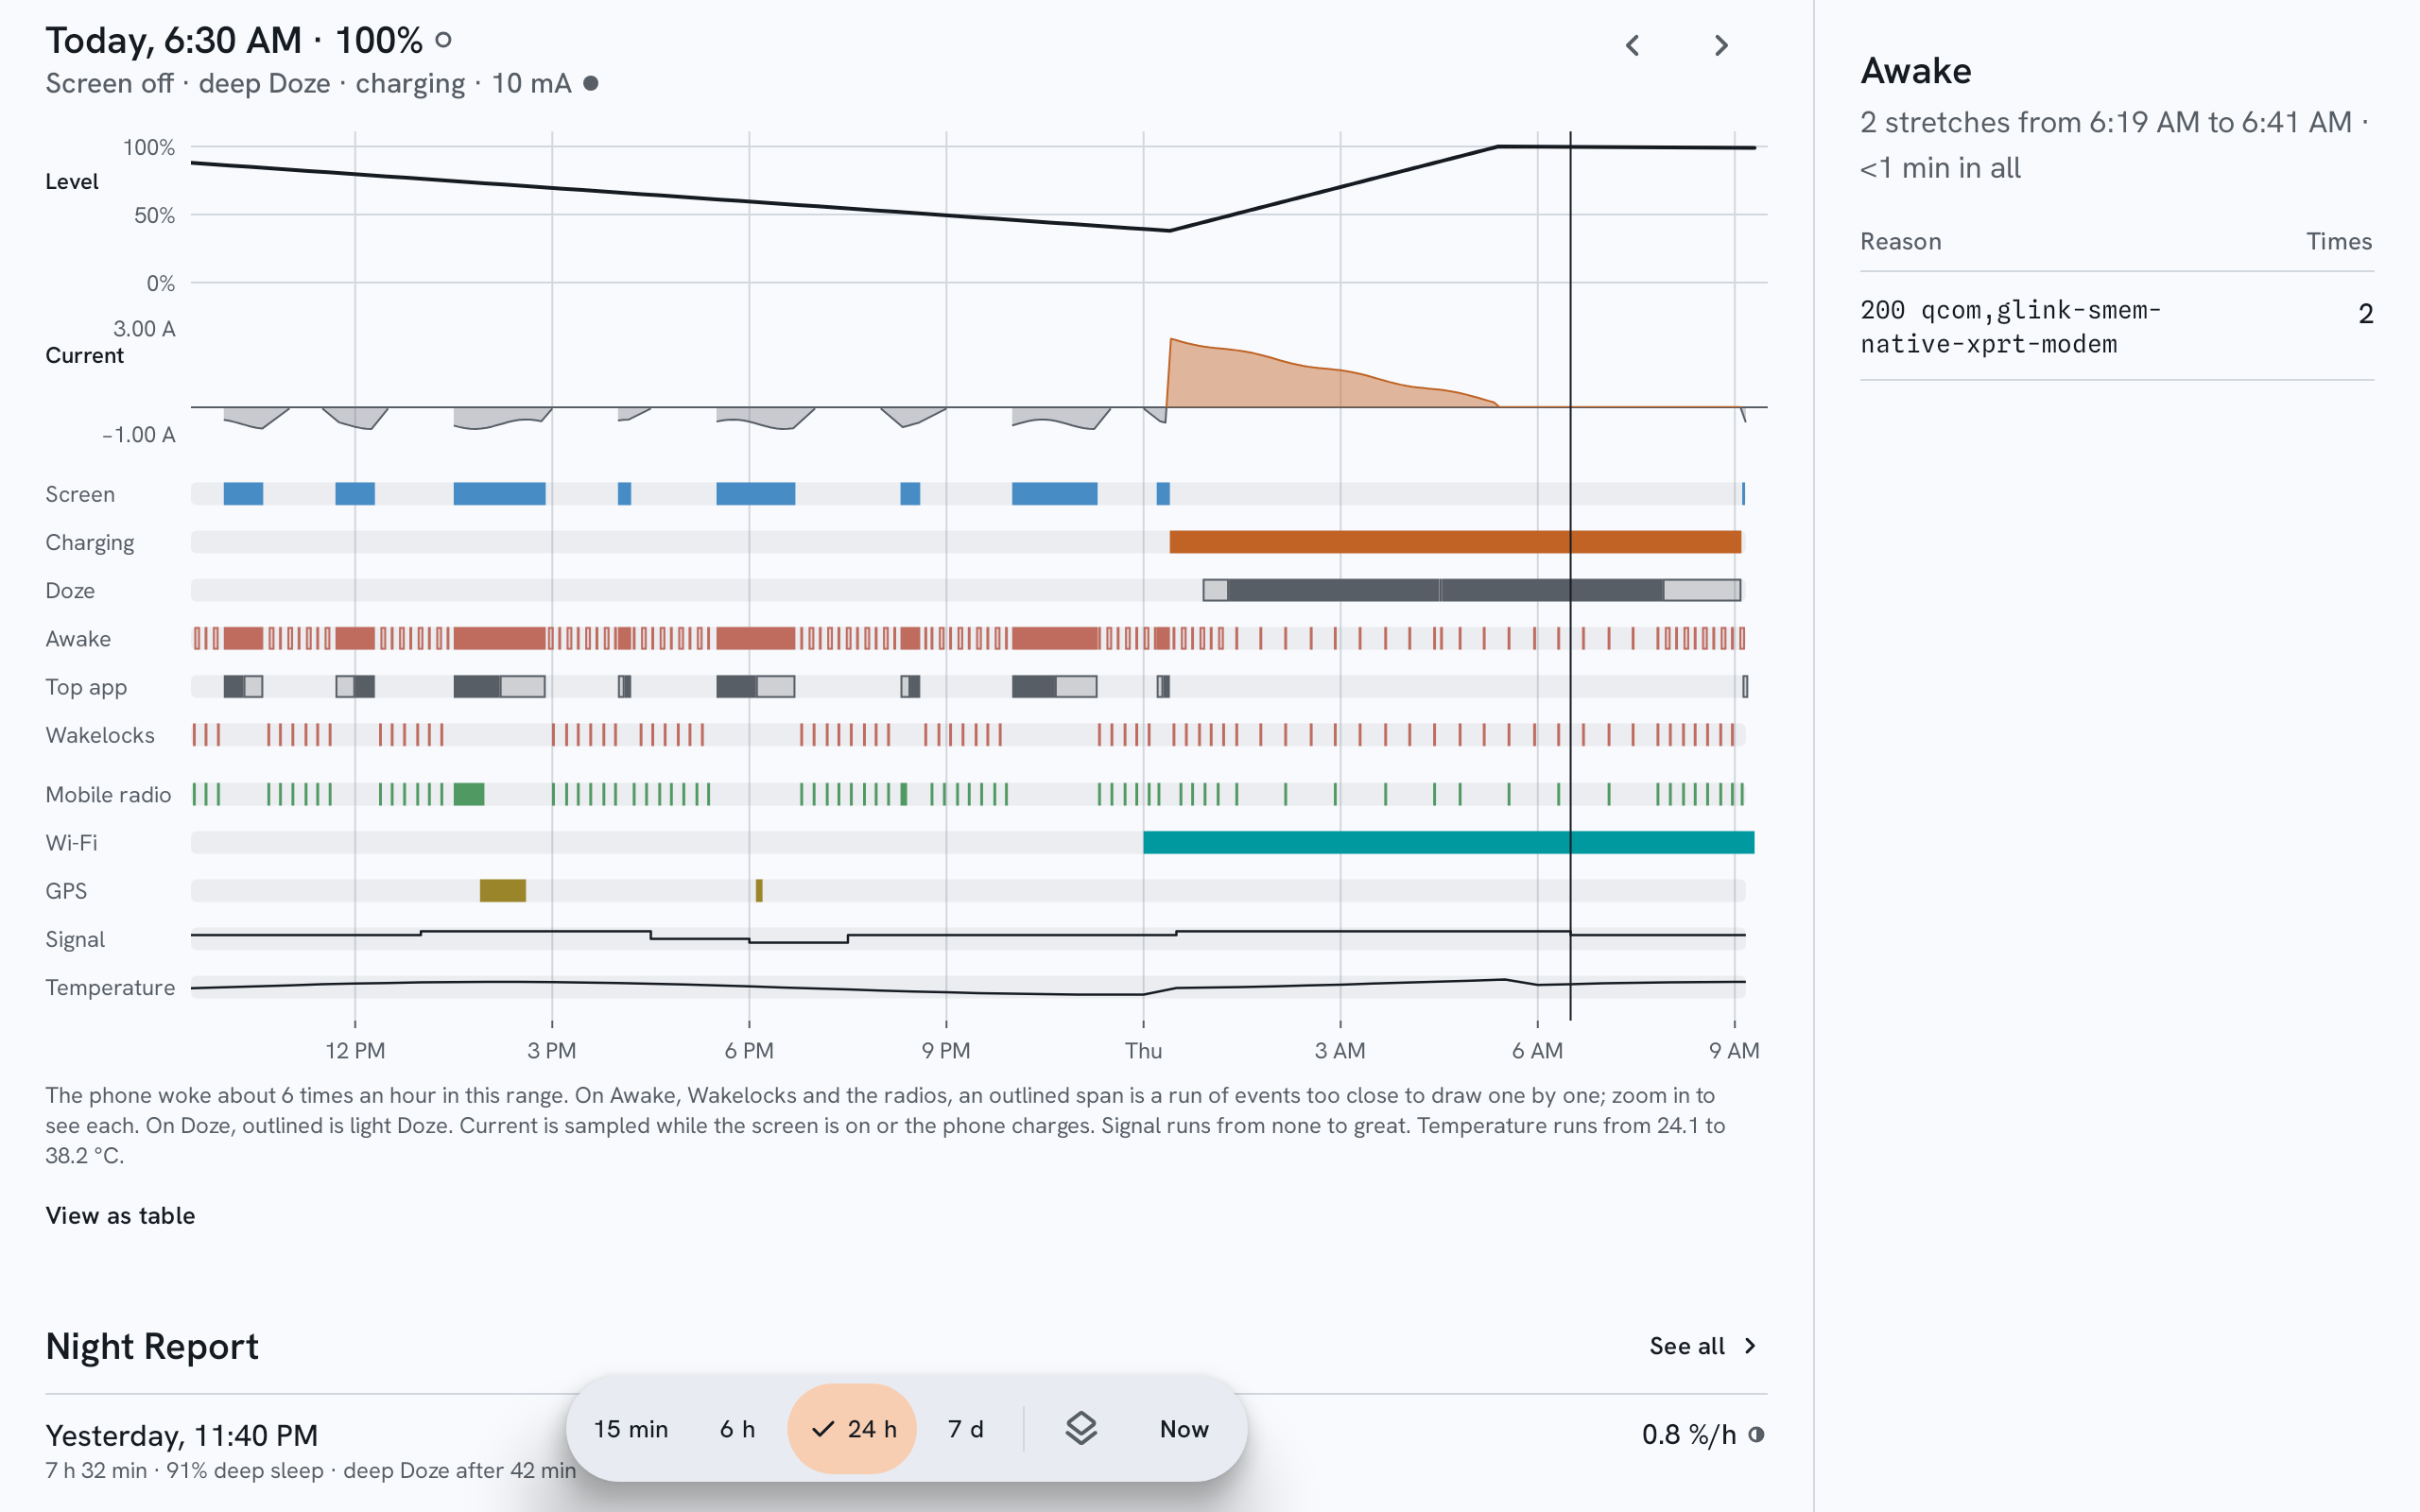 Today, 6:30 AM · 100%
Screen off · deep Doze · charging · 10 mA
100%
Level
50%
0%
3.00 A
Current
−1.00 A
Screen
Charging
Doze
Awake
Top app
Wakelocks
Mobile radio
Wi-Fi
GPS
Signal
Temperature
12 PM 3 PM 6 PM 9 PM Thu 3 AM 6 AM 9 AM
The phone woke about 6 times an hour in this range. On Awake, Wakelocks and the radios, an outlined span is a run of events too close to draw one by one; zoom in to
see each. On Doze, outlined is light Doze. Current is sampled while the screen is on or the phone charges. Signal runs from none to great. Temperature runs from 24.1 to
38.2 °C.
View as table
Night Report
See all
Yesterday, 11:40 PM
0.8 %/h
7 h 32 min · 91% deep sleep · deep Doze after 42 min
15 min 6 h 24 h 7 d Now
Awake
2 stretches from 6:19 AM to 6:41 AM ·
<1 min in all
Reason Times
200 qcom,glink-smem- 2
native-xprt-modem